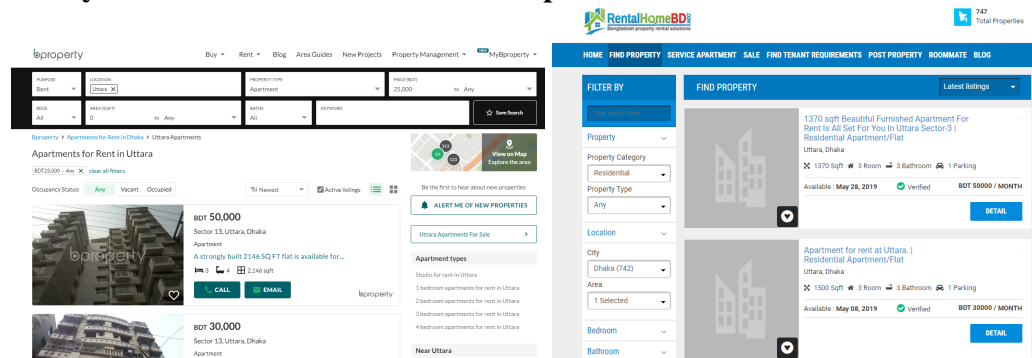 bproperty
Buy
Rent
Blog
Area Guides
New Projects
Property Management
NEW
MyBproperty
PURPOSE
Rent
LOCATION
Uttara X
PROPERTY TYPE
Apartment
PRICE (BDT)
25,000 to Any
BEDS
All
AREA (SQFT)
0 to Any
BATHS
All
KEYWORD
Save Search
Bproperty > Apartments for Rent in Dhaka > Uttara Apartments
Apartments for Rent in Uttara
BDT25,000 - Any X clear all filters
Occupancy Status: Any Vacant Occupied
Newest
Active listings
BDT 50,000
Sector 13, Uttara, Dhaka
Apartment
A strongly built 2146 SQ FT flat is available for...
3 4 2,146 sqft
CALL EMAIL
bproperty
bproperty
BDT 30,000
Sector 13, Uttara, Dhaka
Apartment
View on Map
Explore the area
Be the first to hear about new properties
ALERT ME OF NEW PROPERTIES
Uttara Apartments For Sale >
Apartment types
Studio for rent in Uttara
1 bedroom apartments for rent in Uttara
2 bedroom apartments for rent in Uttara
3 bedroom apartments for rent in Uttara
4 bedroom apartments for rent in Uttara
Near Uttara
RentalHomeBD
Bangladesh property rental solutions
747
Total Properties
HOME FIND PROPERTY SERVICE APARTMENT SALE FIND TENANT REQUIREMENTS POST PROPERTY ROOMMATE BLOG
FILTER BY
Property
Property Category
Residential
Property Type
Any
Location
City
Dhaka (742)
Area
1 Selected
Bedroom
Bathroom
FIND PROPERTY
Latest listings
1370 sqft Beautiful Furnished Apartment For
Rent Is All Set For You In Uttara Sector-3 |
Residential Apartment/Flat
Uttara, Dhaka
1370 Sqft 3 Room 3 Bathroom 1 Parking
Available : May 28, 2019 Verified BDT 50000 / MONTH
DETAIL
Apartment for rent at Uttara. |
Residential Apartment/Flat
Uttara, Dhaka
1500 Sqft 3 Room 3 Bathroom 1 Parking
Available : May 08, 2019 Verified BDT 30000 / MONTH
DETAIL